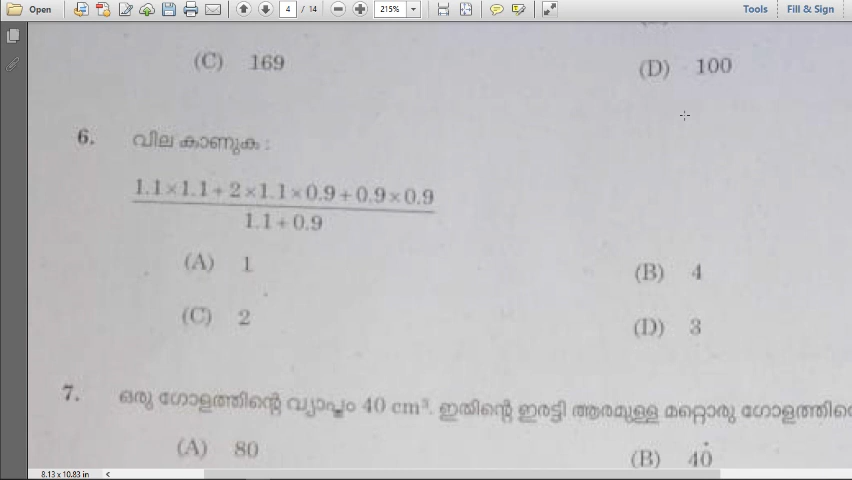 Open 4 / 14 215% Tools Fill & Sign
(C) 169
(D) 100
6. വില കാണുക :
1.1×1.1+2×1.1×0.9+0.9×0.9
1.1+0.9
(A) 1
(B) 4
(C) 2
(D) 3
7. ഒരു ഗോളത്തിന്റെ വ്യാപ്തം 40 cm³. ഇതിന്റെ ഇരട്ടി ആരമുള്ള മറ്റൊരു
(A) 80
(B) 40
8.13 x 10.83 in